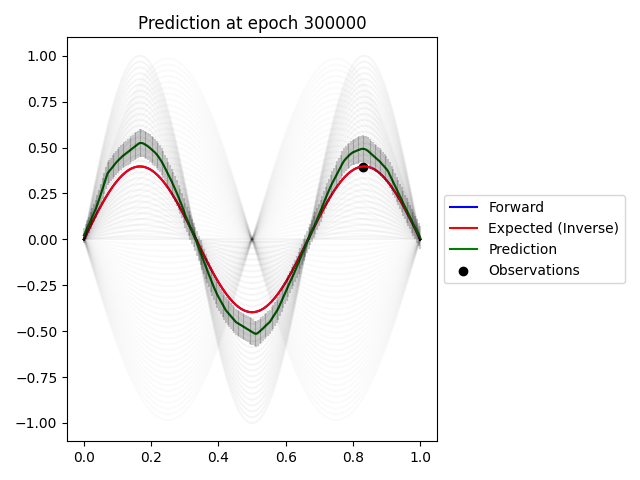 Prediction at epoch 300000
1.00
0.75
0.50
0.25
0.00
-0.25
-0.50
-0.75
-1.00
0.0 0.2 0.4 0.6 0.8 1.0
Forward
Expected (Inverse)
Prediction
Observations